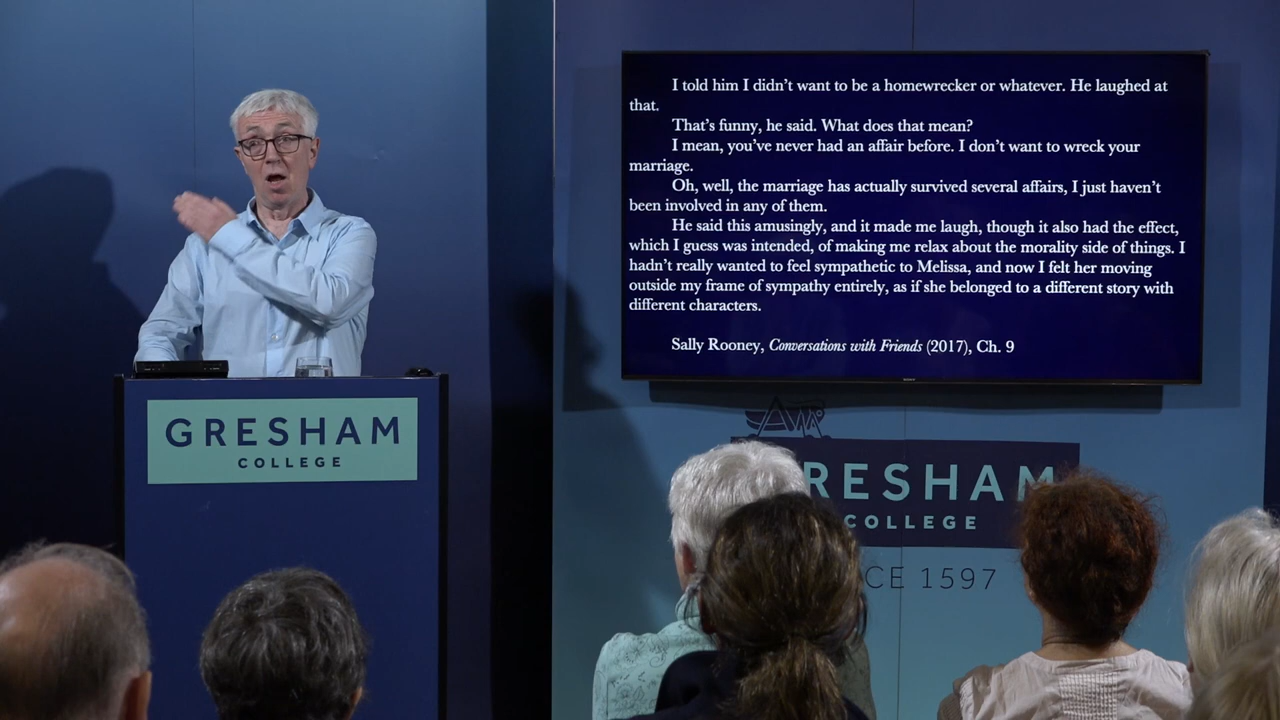 I told him I didn't want to be a homewrecker or whatever. He laughed at
that.
That's funny, he said. What does that mean?
I mean, you've never had an affair before. I don't want to wreck your
marriage.
Oh, well, the marriage has actually survived several affairs, I just haven't
been involved in any of them.
He said this amusingly, and it made me laugh, though it also had the effect,
which I guess was intended, of making me relax about the morality side of things. I
hadn't really wanted to feel sympathetic to Melissa, and now I felt her moving
outside my frame of sympathy entirely, as if she belonged to a different story with
different characters.
Sally Rooney, Conversations with Friends (2017), Ch. 9
SONY
GRESHAM
COLLEGE
RESHAM
COLLEGE
CE 1597